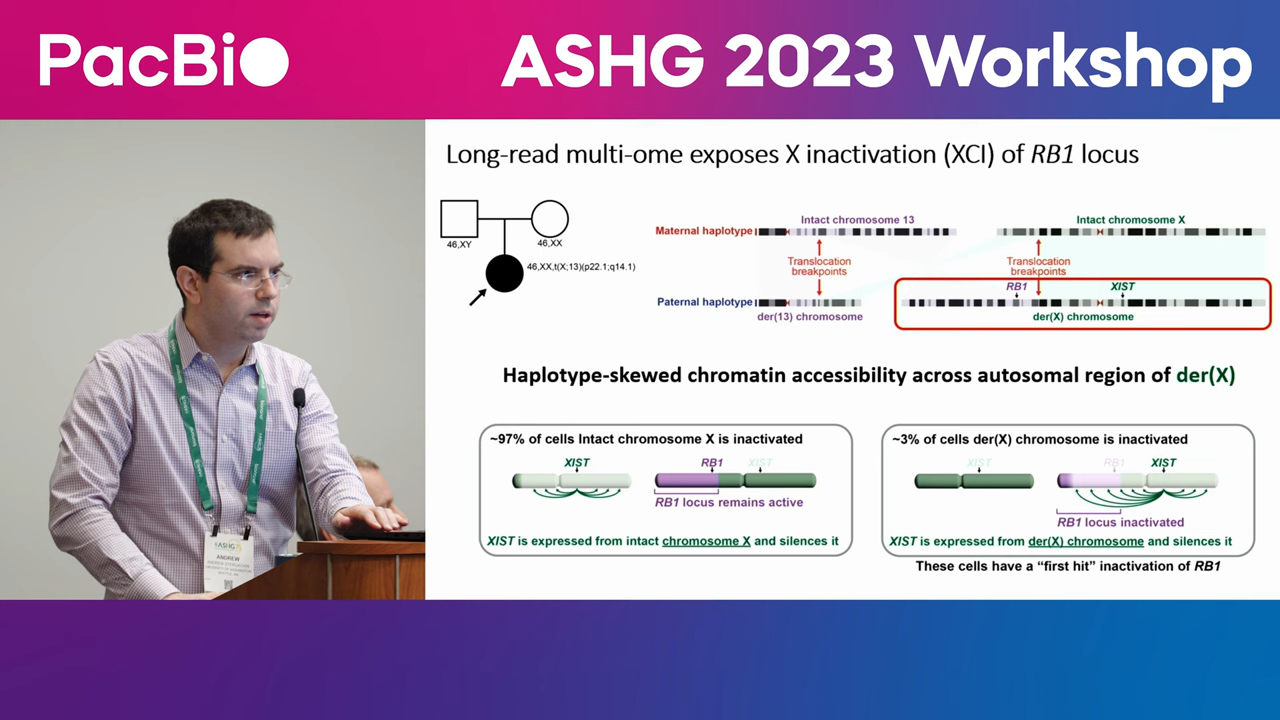 PacBio
ASHG 2023 Workshop
Long-read multi-ome exposes X inactivation (XCI) of RB1 locus
46,XY
46,XX
46,XX,t(X;13)(p22.1;q14.1)
Intact chromosome 13
Intact chromosome X
Maternal haplotype
Translocation
breakpoints
Translocation
breakpoints
RB1
XIST
Paternal haplotype
der(13) chromosome
der(X) chromosome
Haplotype-skewed chromatin accessibility across autosomal region of der(X)
~97% of cells Intact chromosome X is inactivated
XIST
RB1
XIST
RB1 locus remains active
XIST is expressed from intact chromosome X and silences it
~3% of cells der(X) chromosome is inactivated
XIST
RB1
XIST
RB1 locus inactivated
XIST is expressed from der(X) chromosome and silences it
These cells have a “first hit” inactivation of RB1
ASHG
ANDREW